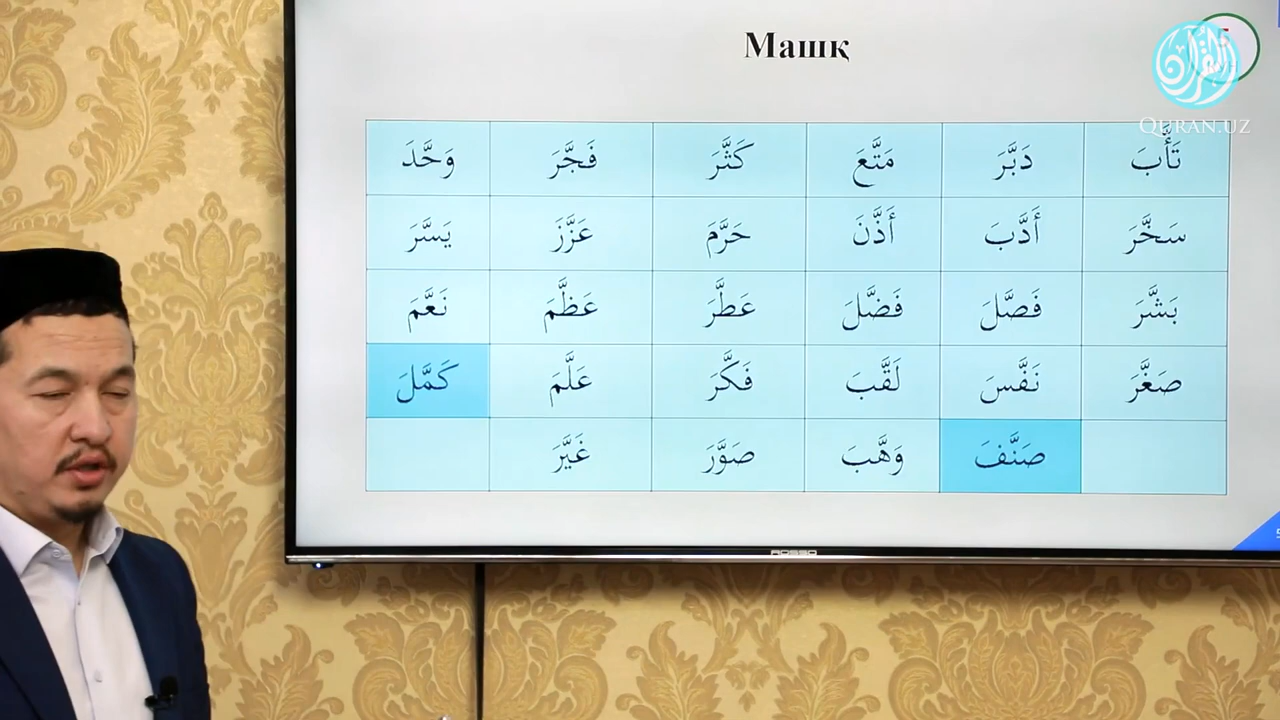 Машқ
QURAN.UZ
تَأَّبَ دَبَّرَ مَتَّعَ كَثَّرَ فَجَّرَ وَحَّدَ
سَخَّرَ أَدَّبَ أَذَّنَ حَرَّمَ عَزَّزَ يَسَّرَ
بَشَّرَ فَصَّلَ فَضَّلَ عَطَّرَ عَظَّمَ نَعَّمَ
صَغَّرَ نَفَّسَ لَقَّبَ فَكَّرَ عَلَّمَ كَمَّلَ
صَنَّفَ وَهَّبَ صَوَّرَ غَيَّرَ